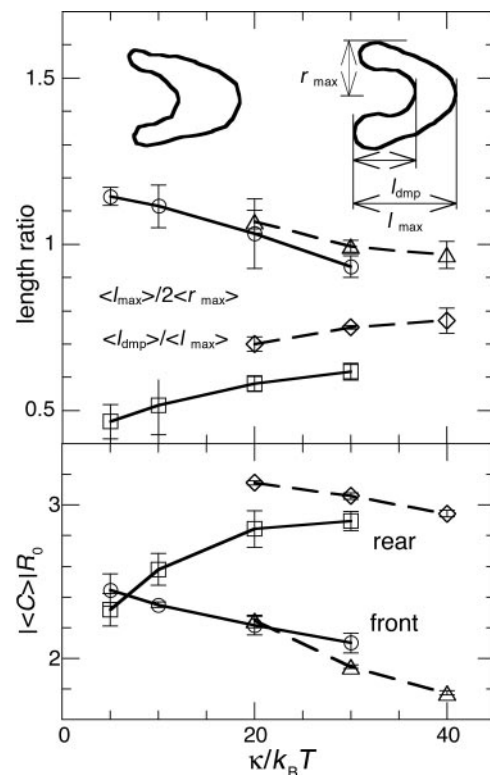 1.5
1
0.5
length ratio
r max
l dmp
l max
<l max>/2<r max>
<l dmp>/<l max>
3
2
|<C>|R0
rear
front
0 20 40
κ/kBT